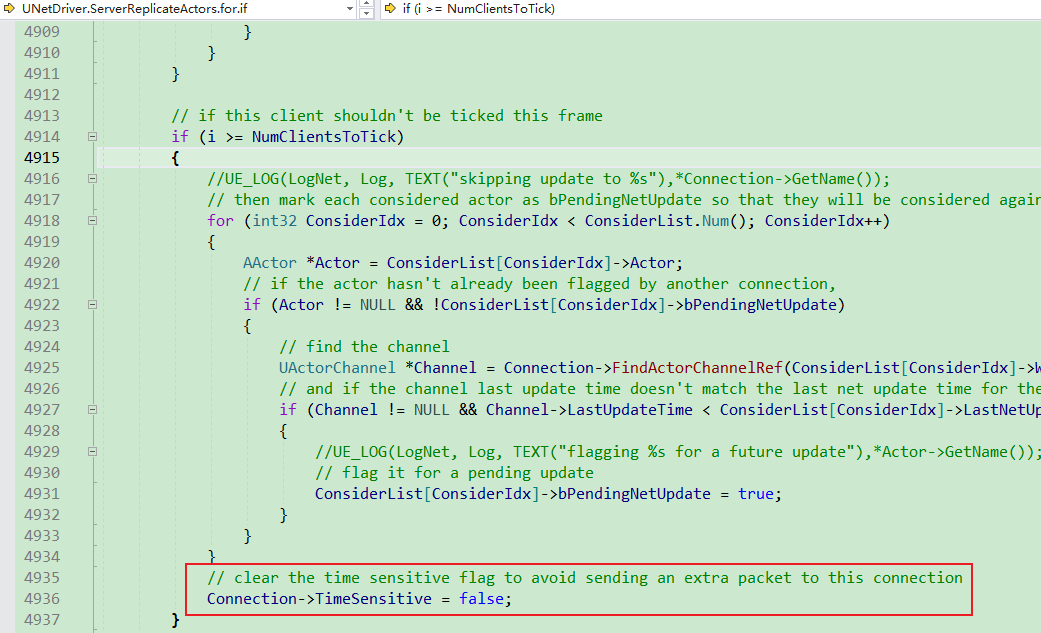 UNetDriver.ServerReplicateActors.for.if
if (i >= NumClientsToTick)
4909 }
4910 }
4911 }
4912
4913 // if this client shouldn't be ticked this frame
4914 if (i >= NumClientsToTick)
4915 {
4916 //UE_LOG(LogNet, Log, TEXT("skipping update to %s"),*Connection->GetName());
4917 // then mark each considered actor as bPendingNetUpdate so that they will be considered again
4918 for (int32 ConsiderIdx = 0; ConsiderIdx < ConsiderList.Num(); ConsiderIdx++)
4919 {
4920 AActor *Actor = ConsiderList[ConsiderIdx]->Actor;
4921 // if the actor hasn't already been flagged by another connection,
4922 if (Actor != NULL && !ConsiderList[ConsiderIdx]->bPendingNetUpdate)
4923 {
4924 // find the channel
4925 UActorChannel *Channel = Connection->FindActorChannelRef(ConsiderList[ConsiderIdx]->W
4926 // and if the channel last update time doesn't match the last net update time for the
4927 if (Channel != NULL && Channel->LastUpdateTime < ConsiderList[ConsiderIdx]->LastNetUp
4928 {
4929 //UE_LOG(LogNet, Log, TEXT("flagging %s for a future update"),*Actor->GetName());
4930 // flag it for a pending update
4931 ConsiderList[ConsiderIdx]->bPendingNetUpdate = true;
4932 }
4933 }
4934 }
4935 // clear the time sensitive flag to avoid sending an extra packet to this connection
4936 Connection->TimeSensitive = false;
4937 }